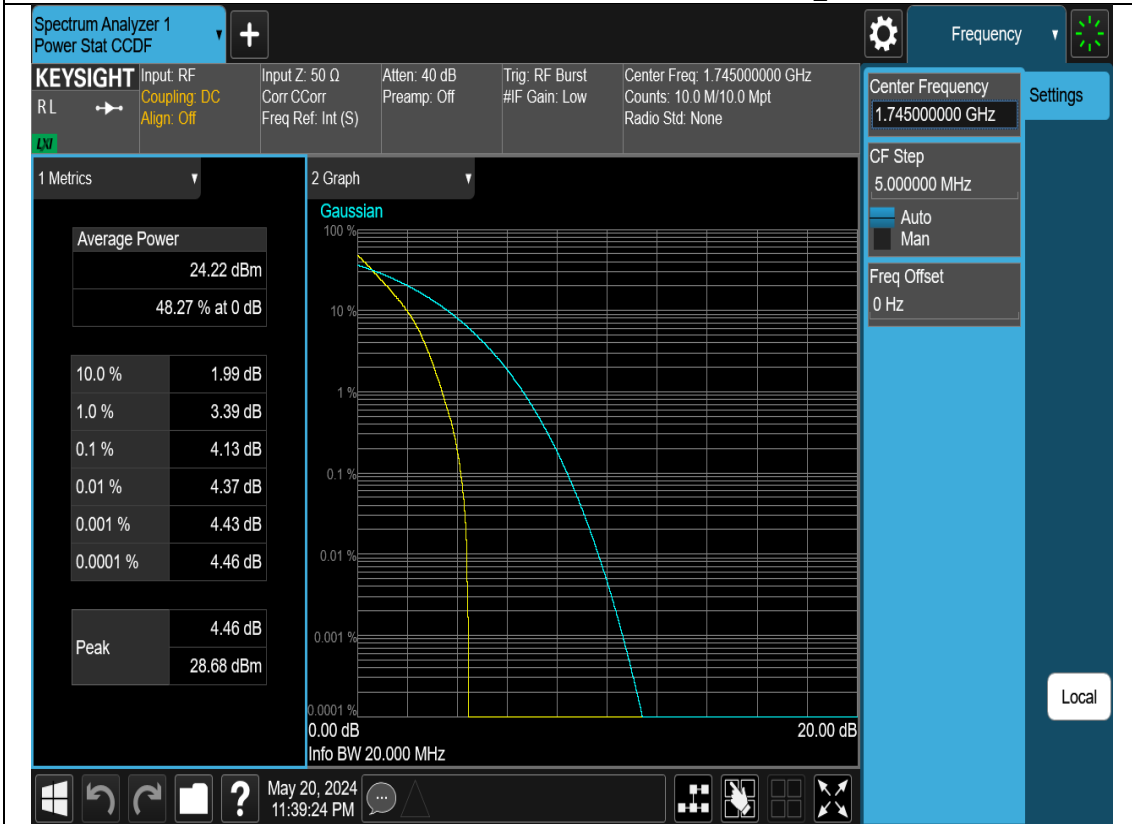 Spectrum Analyzer 1
Power Stat CCDF
+
Frequency
KEYSIGHT
RL
LXI
Input: RF
Coupling: DC
Align: Off
Input Z: 50 Ω
Corr CCorr
Freq Ref: Int (S)
Atten: 40 dB
Preamp: Off
Trig: RF Burst
#IF Gain: Low
Center Freq: 1.745000000 GHz
Counts: 10.0 M/10.0 Mpt
Radio Std: None
Center Frequency
1.745000000 GHz
Settings
CF Step
5.000000 MHz
Auto
Man
Freq Offset
0 Hz
1 Metrics
Average Power
24.22 dBm
48.27 % at 0 dB
10.0 % 1.99 dB
1.0 % 3.39 dB
0.1 % 4.13 dB
0.01 % 4.37 dB
0.001 % 4.43 dB
0.0001 % 4.46 dB
Peak 4.46 dB
28.68 dBm
2 Graph
Gaussian
100 %
10 %
1 %
0.1 %
0.01 %
0.001 %
0.0001 %
0.00 dB 20.00 dB
Info BW 20.000 MHz
Local
?
May 20, 2024
11:39:24 PM